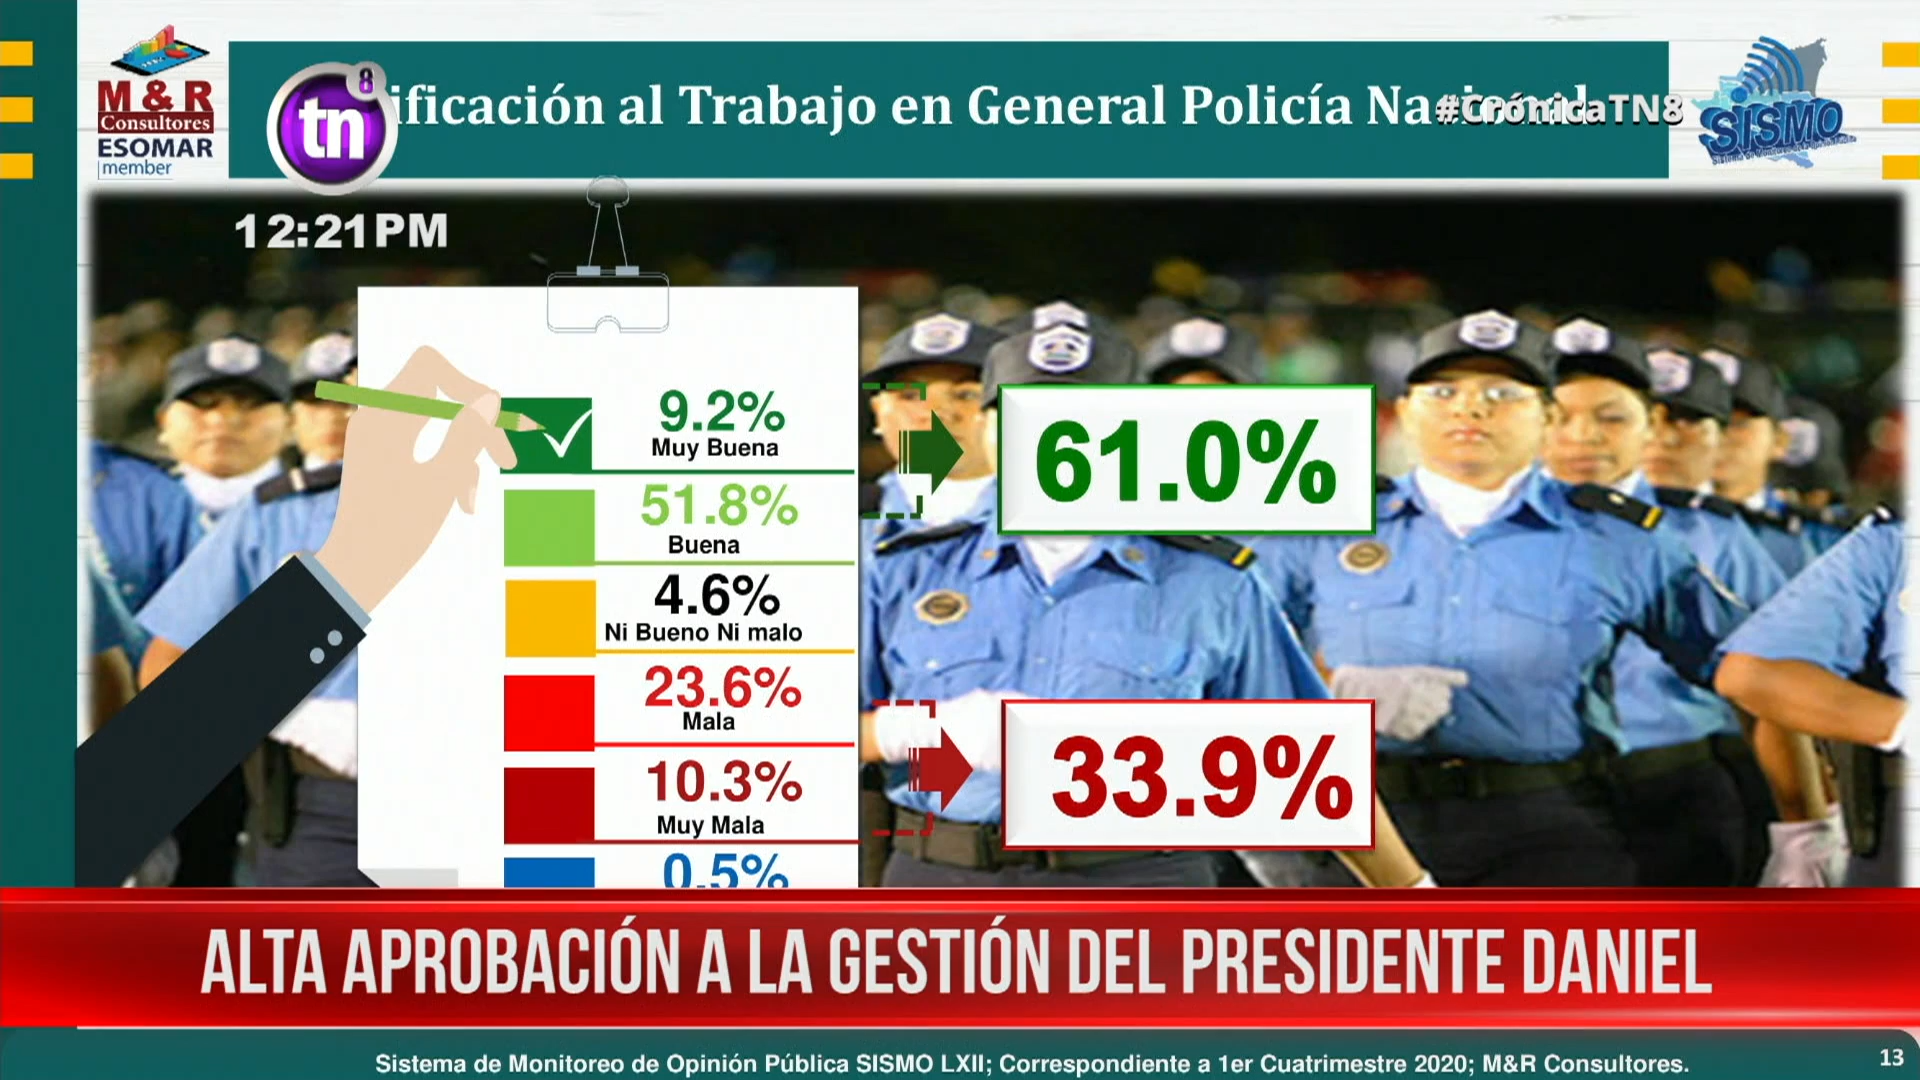 M&R
Consultores
ESOMAR
member
8
tn
ificación al Trabajo en General Policía Na
#CrónicaTN8
SISMO
12:21PM
9.2%
Muy Buena
51.8%
Buena
4.6%
Ni Bueno Ni malo
23.6%
Mala
10.3%
Muy Mala
0.5%
61.0%
33.9%
ALTA APROBACIÓN A LA GESTIÓN DEL PRESIDENTE DANIEL
Sistema de Monitoreo de Opinión Pública SISMO LXII; Correspondiente a 1er Cuatrimestre 2020; M&R Consultores.
13